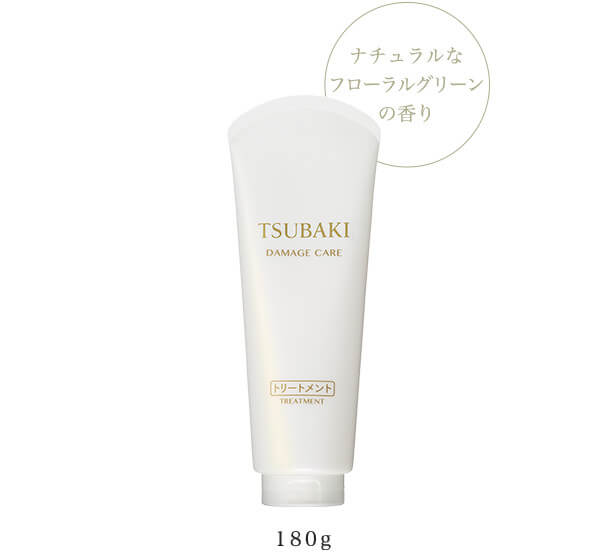 ナチュラルな
フローラルグリーン
の香り
TSUBAKI
DAMAGE CARE
トリートメント
TREATMENT
180g